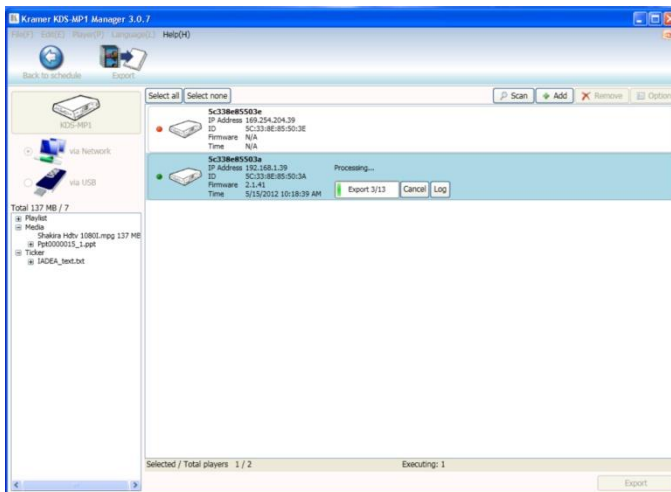 Kramer KDS-MP1 Manager 3.0.7
File(F) Edit(E) Player(P) Language(L) Help(H)
Back to schedule Export
Select all Select none Scan Add Remove Option
KDS-MP1
via Network
via USB
Total 137 MB / 7
Playlist
Media
Shakira Hdtv 1080I.mpg 137 MB
Ppt0000015_1.ppt
Ticker
IADEA_text.txt
5c338e85503e
IP Address 169.254.204.39
ID 5C:33:8E:85:50:3E
Firmware N/A
Time N/A
5c338e85503a
IP Address 192.168.1.39 Processing...
ID 5C:33:8E:85:50:3A
Firmware 2.1.41 Export 3/13 Cancel Log
Time 5/15/2012 10:18:39 AM
Selected / Total players 1 / 2 Executing: 1
Export